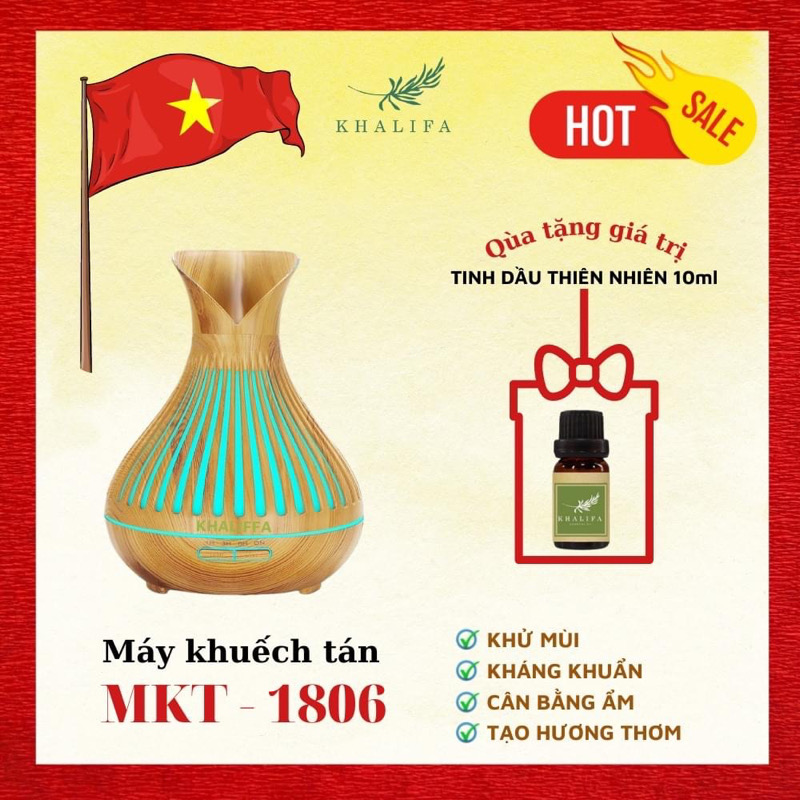 KHALIFA
HOT
SALE
Qùa tặng giá trị
TINH DẦU THIÊN NHIÊN 10ml
KHALIFFA
KHALIFA
Máy khuếch tán
MKT - 1806
KHỬ MÙI
KHÁNG KHUẨN
CÂN BẰNG ẨM
TẠO HƯƠNG THƠM